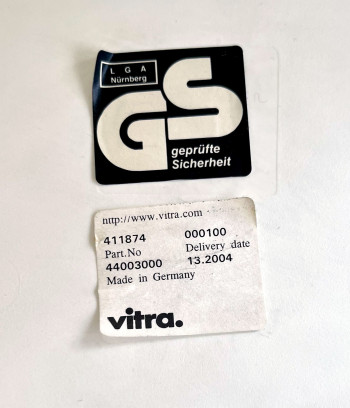 L G A
Nürnberg
GS
geprüfte
Sicherheit
http://www.vitra.com
411874 000100
Part.No Delivery date
44003000 13.2004
Made in Germany
vitra.